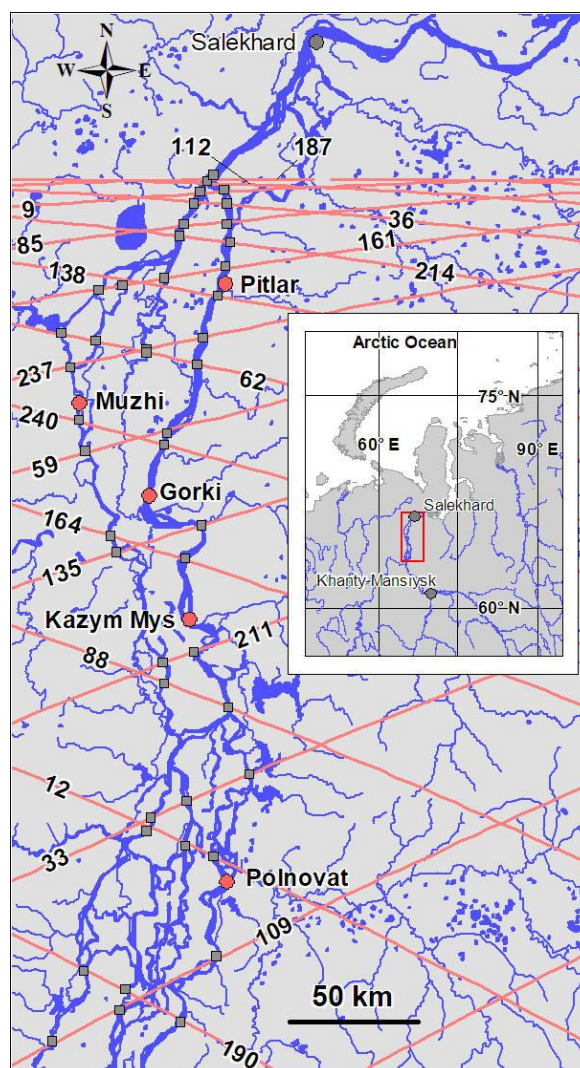 Salekhard
N
W E
S
112
187
9
36
85
161
138
214
Pitlar
237
62
Muzhi
240
59
Gorki
164
135
Kazym Mys
211
88
12
33
Polnovat
109
50 km
190
Arctic Ocean
75° N
60° E
90° E
Salekhard
Khanty-Mansiysk
60° N